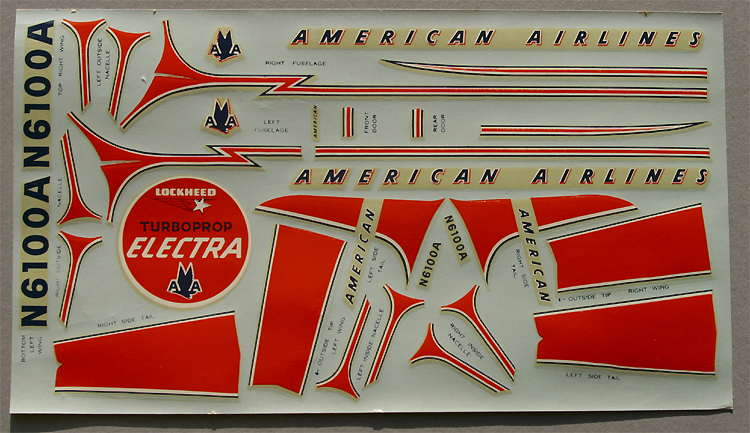 N6100A
TOP RIGHT WING
LEFT OUTSIDE
NACELLE
AA
AMERICAN AIRLINES
RIGHT FUSELAGE
AA
LEFT
FUSELAGE
AMERICAN
FRONT
DOOR
REAR
DOOR
AMERICAN AIRLINES
N6100A
NACELLE
RIGHT OUTSIDE
LOCKHEED
TURBOPROP
ELECTRA
AA
AMERICAN
LEFT SIDE
TAIL
N6100A
N6100A
AMERICAN
RIGHT SIDE
TAIL
OUTSIDE TIP RIGHT WING
BOTTOM
LEFT
WING
RIGHT SIDE TAIL
OUTSIDE TIP
LEFT WING
LEFT INSIDE NACELLE
RIGHT INSIDE
NACELLE
LEFT SIDE TAIL